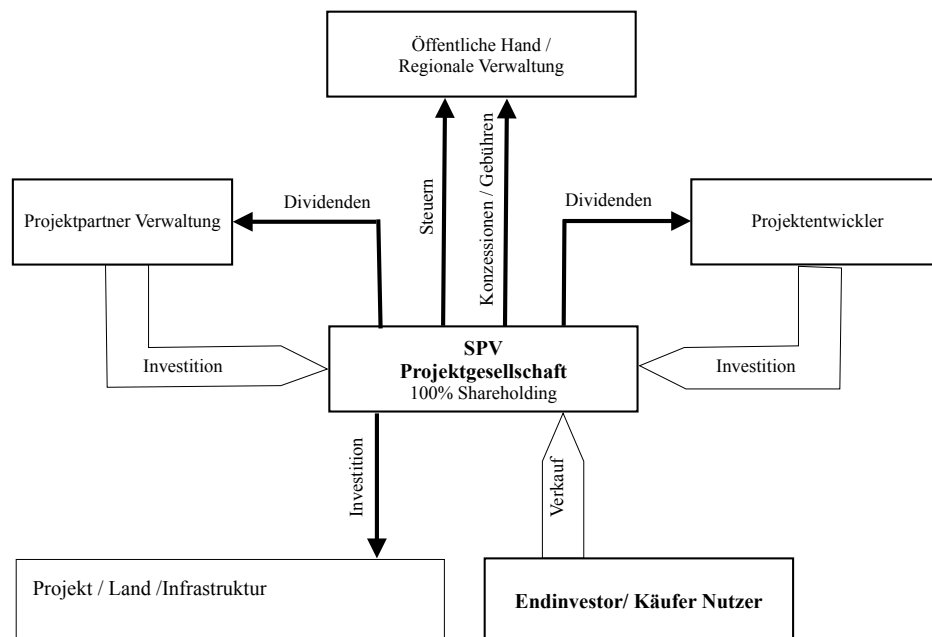 Öffentliche Hand /
Regionale Verwaltung
Steuern
Konzessionen / Gebühren
Dividenden
Dividenden
Projektpartner Verwaltung
Projektentwickler
Investition
SPV
Projektgesellschaft
100% Shareholding
Investition
Investition
Verkauf
Projekt / Land /Infrastruktur
Endinvestor/ Käufer Nutzer